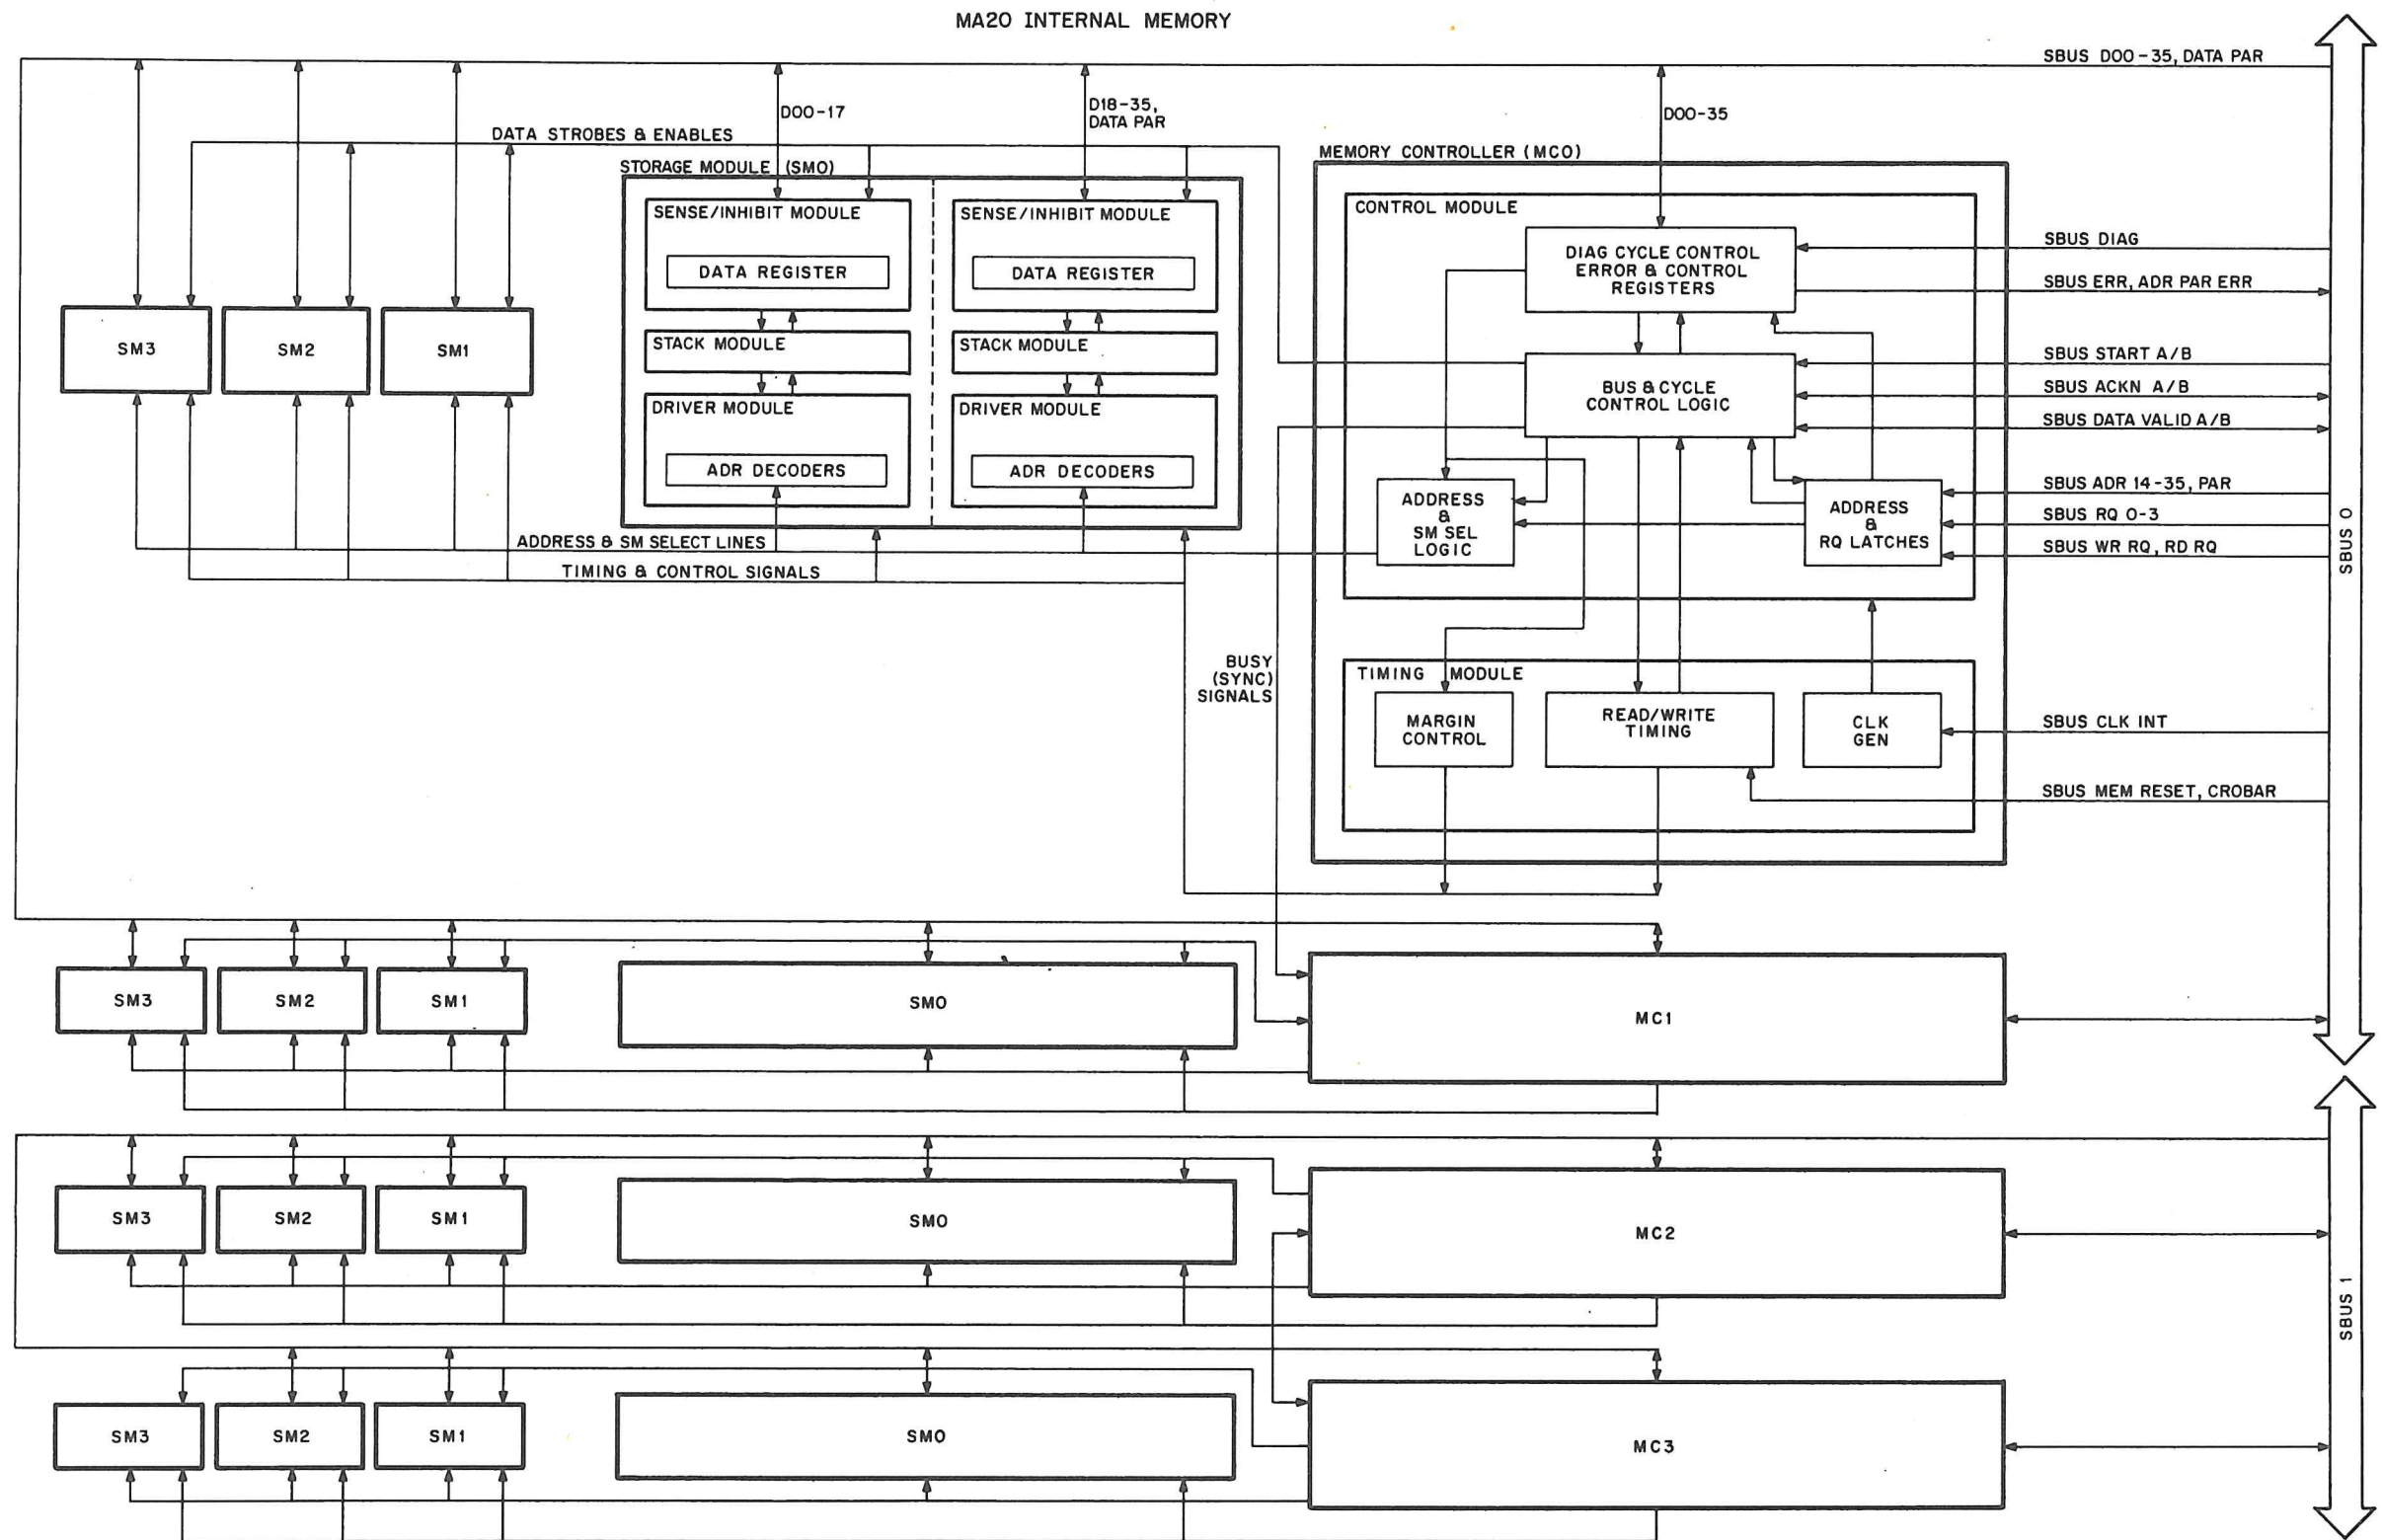 MA20 INTERNAL MEMORY
SBUS D00-35, DATA PAR
D00-17
D18-35,
DATA PAR
D00-35
DATA STROBES & ENABLES
STORAGE MODULE (SM0)
MEMORY CONTROLLER (MC0)
SENSE/INHIBIT MODULE
DATA REGISTER
STACK MODULE
DRIVER MODULE
ADR DECODERS
SENSE/INHIBIT MODULE
DATA REGISTER
STACK MODULE
DRIVER MODULE
ADR DECODERS
SM3
SM2
SM1
CONTROL MODULE
DIAG CYCLE CONTROL
ERROR & CONTROL
REGISTERS
BUS & CYCLE
CONTROL LOGIC
ADDRESS
&
SM SEL
LOGIC
ADDRESS
&
RQ LATCHES
SBUS DIAG
SBUS ERR, ADR PAR ERR
SBUS START A/B
SBUS ACKN A/B
SBUS DATA VALID A/B
SBUS ADR 14-35, PAR
SBUS RQ 0-3
SBUS WR RQ, RD RQ
SBUS 0
ADDRESS & SM SELECT LINES
TIMING & CONTROL SIGNALS
BUSY
(SYNC)
SIGNALS
TIMING MODULE
MARGIN
CONTROL
READ/WRITE
TIMING
CLK
GEN
SBUS CLK INT
SBUS MEM RESET, CROBAR
SM3
SM2
SM1
SM0
MC1
SM3
SM2
SM1
SM0
MC2
SBUS 1
SM3
SM2
SM1
SM0
MC3